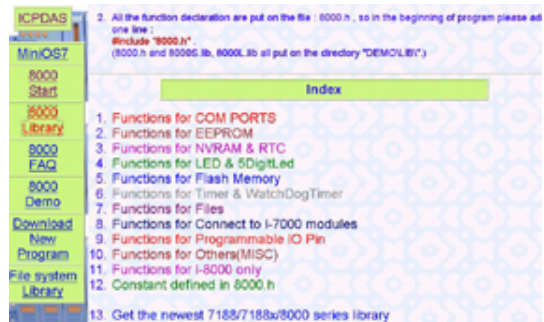 ICPDAS
MiniOS7
8000
Start
8000
Library
8000
FAQ
8000
Demo
Download
New
Program
File system
Library
2. All the function declaration are put on the file : 8000.h , so in the beginning of program please ad
one line :
#include "8000.h" .
(8000.h and 8000S.lib, 8000L.lib all put on the directory "DEMO\LIB\".)
Index
1. Functions for COM PORTS
2. Functions for EEPROM
3. Functions for NVRAM & RTC
4. Functions for LED & 5DigitLed
5. Functions for Flash Memory
6. Functions for Timer & WatchDogTimer
7. Functions for Files
8. Functions for Connect to I-7000 modules
9. Functions for Programmable IO Pin
10. Functions for Others(MISC)
11. Functions for I-8000 only
12. Constant defined in 8000.h
13. Get the newest 7188/7188x/8000 series library